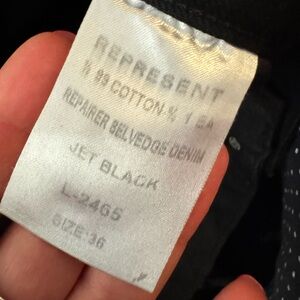 REPRESENT
% 99 COTTON % 1 EA
REPAIRER BELVEDGE DENIM
JET BLACK
L-2465
SIZE:36